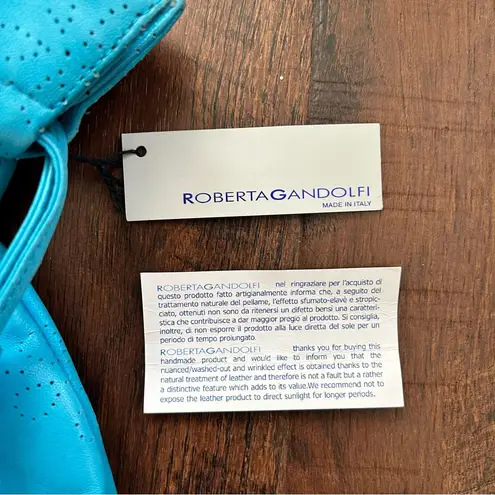 ROBERTAGANDOLFI
MADE IN ITALY
ROBERTAGANDOLFI nel ringraziare per l'acquisto di
questo prodotto fatto artigianalmente informa che, a seguito del
trattamento naturale del pellame, l'effetto sfumato-elavè e stropic-
ciato, ottenuti non sono da ritenersi un difetto bensì una caratteri-
stica che contribuisce a dar maggior pregio al prodotto. Si consiglia,
inoltre, di non esporre il prodotto alla luce diretta del sole per un
periodo di tempo prolungato.
ROBERTAGANDOLFI thanks you for buying this
handmade product and would like to inform you that the
nuanced/washed-out and wrinkled effect is obtained thanks to the
natural treatment of leather and therefore is not a fault but a rather
a distinctive feature which adds to its value.We recommend not to
expose the leather product to direct sunlight for longer periods.